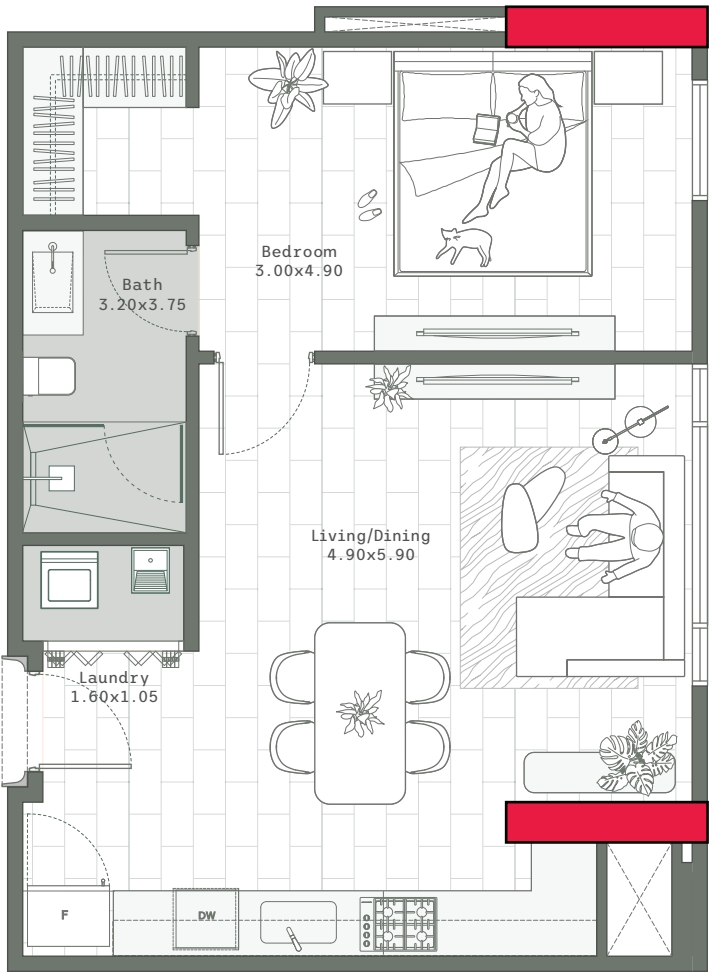 Bedroom
3.00x4.90
Bath
3.20x3.75
Living/Dining
4.90x5.90
Laundry
1.60x1.05
F
DW